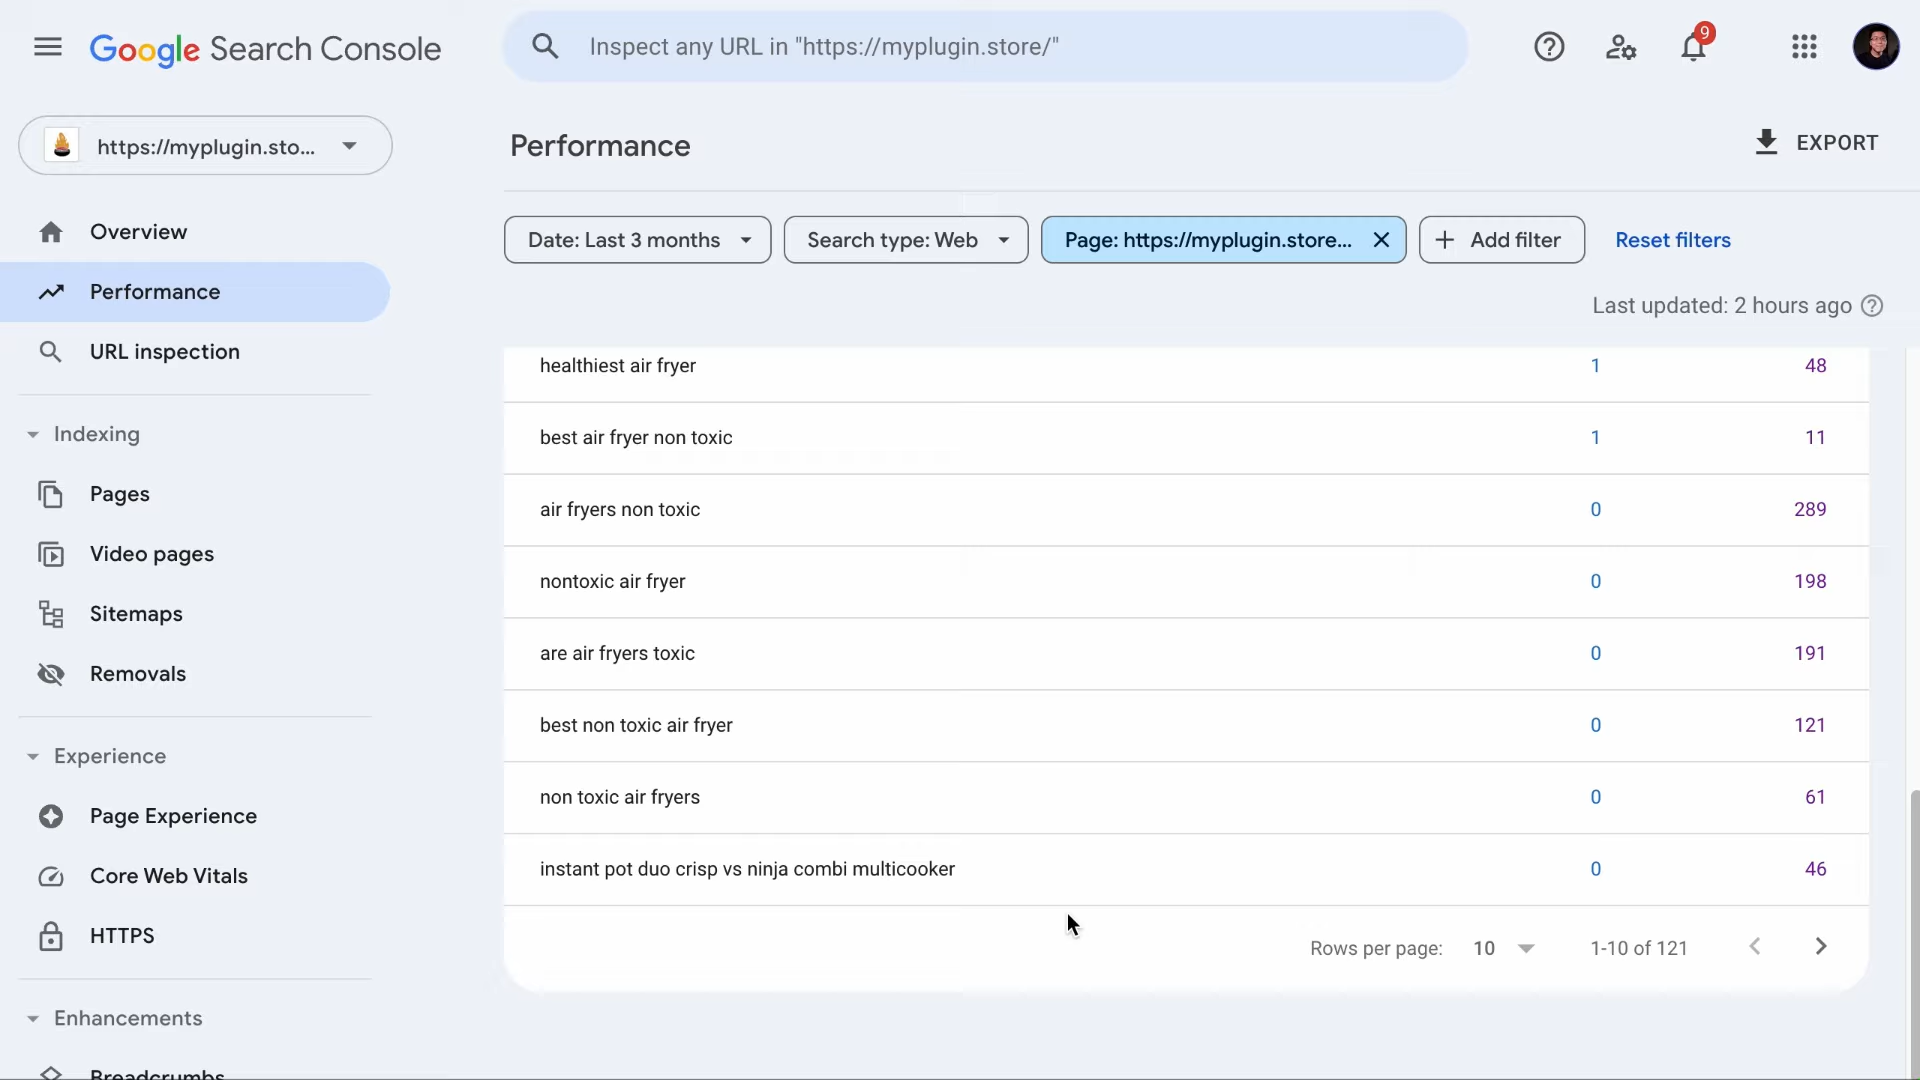 Google Search Console
Inspect any URL in "https://myplugin.store/"
9
https://myplugin.sto...
Performance
EXPORT
Overview
Performance
URL inspection
Indexing
Pages
Video pages
Sitemaps
Removals
Experience
Page Experience
Core Web Vitals
HTTPS
Enhancements
Breadcrumbs
Date: Last 3 months
Search type: Web
Page: https://myplugin.store...
Add filter
Reset filters
Last updated: 2 hours ago
healthiest air fryer 1 48
best air fryer non toxic 1 11
air fryers non toxic 0 289
nontoxic air fryer 0 198
are air fryers toxic 0 191
best non toxic air fryer 0 121
non toxic air fryers 0 61
instant pot duo crisp vs ninja combi multicooker 0 46
Rows per page: 10 1-10 of 121